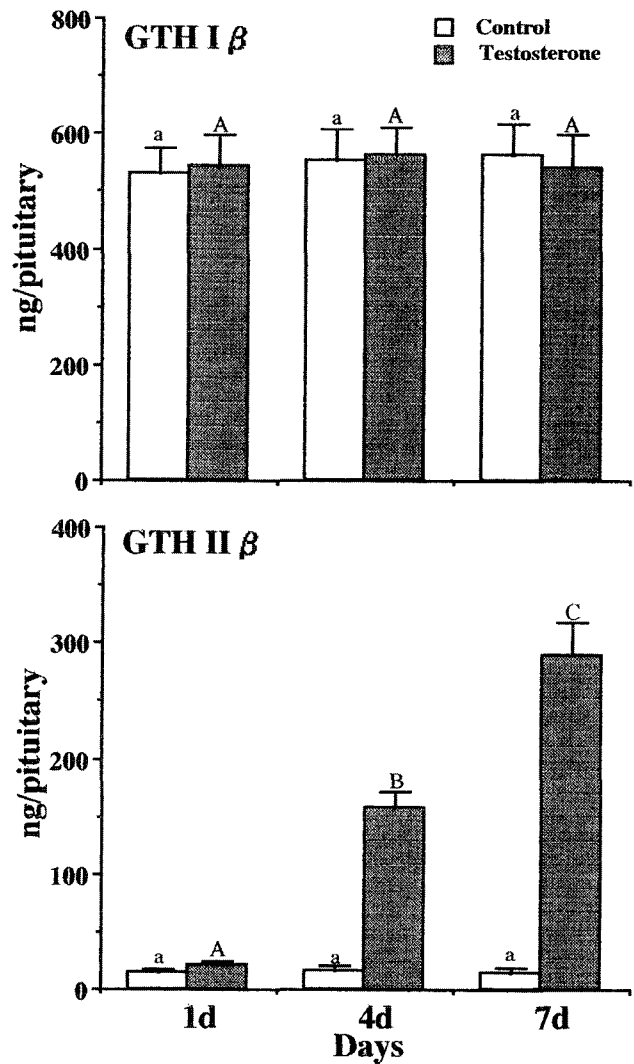 800
GTH I β
Control
Testosterone
600
400
200
0
ng/pituitary
a
A
a
A
a
A
400
GTH II β
300
200
100
0
ng/pituitary
a
A
a
B
a
C
1d
4d
7d
Days